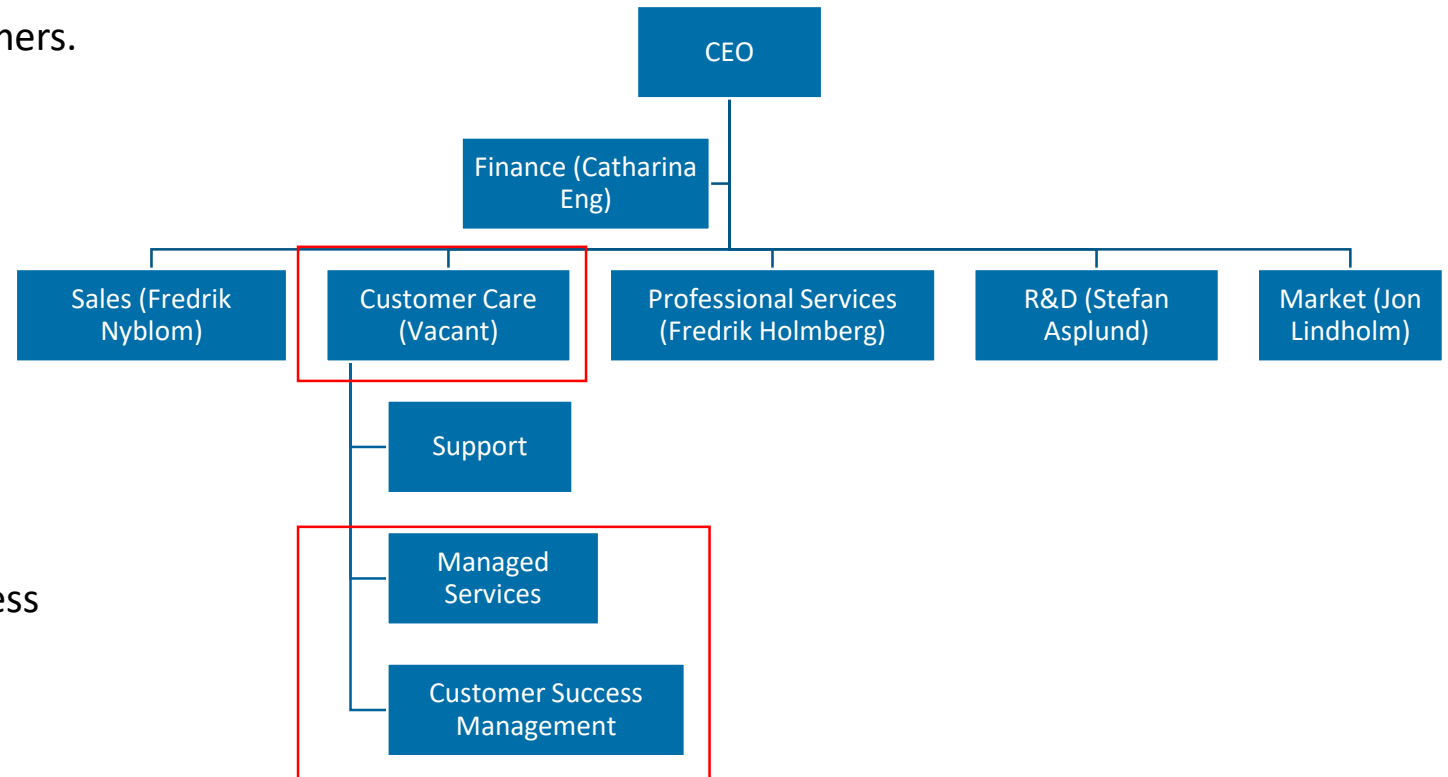 ners.
CEO
Finance (Catharina
Eng)
Sales (Fredrik
Nyblom)
Customer Care
(Vacant)
Professional Services
(Fredrik Holmberg)
R&D (Stefan
Asplund)
Market (Jon
Lindholm)
Support
Managed
Services
ess
Customer Success
Management